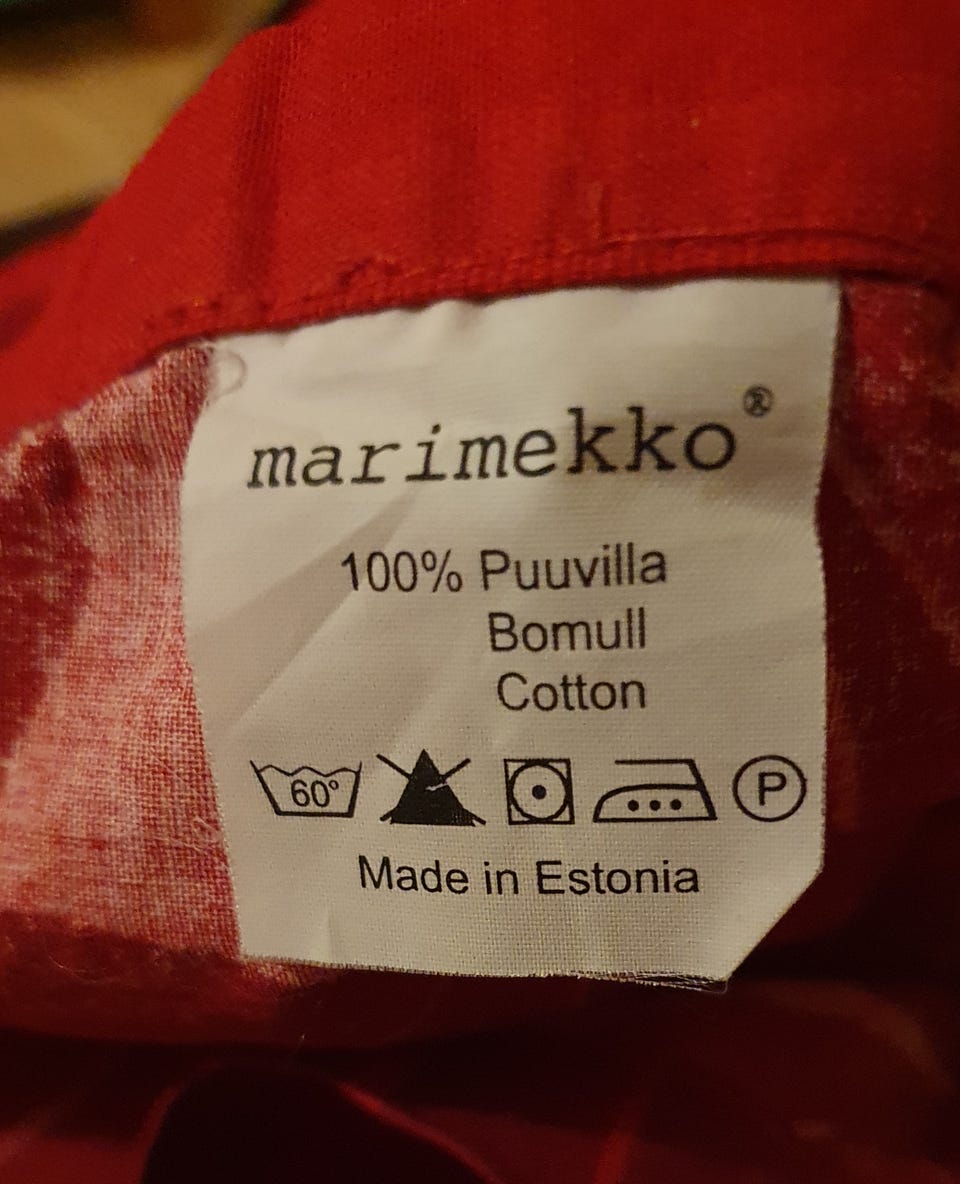 marimekko®
100% Puuvilla
Bomull
Cotton
60° P
Made in Estonia